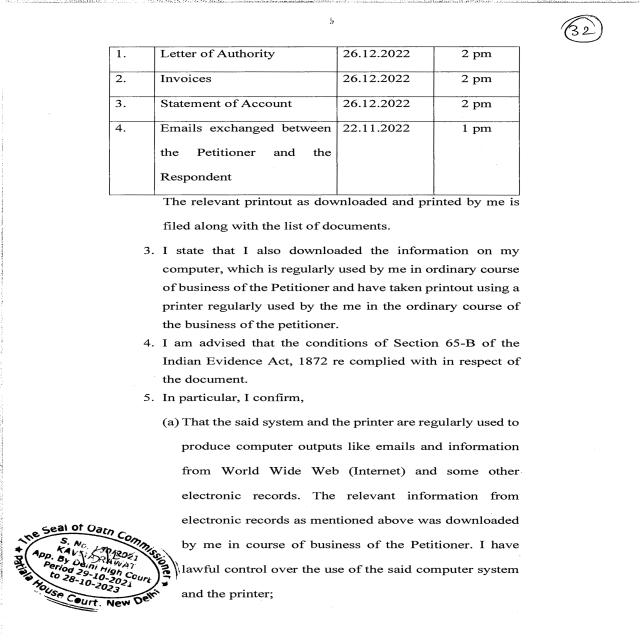 5
32
1. Letter of Authority 26.12.2022 2 pm
2. Invoices 26.12.2022 2 pm
3. Statement of Account 26.12.2022 2 pm
4. Emails exchanged between 22.11.2022 1 pm
the Petitioner and the
Respondent
The relevant printout as downloaded and printed by me is
filed along with the list of documents.
3. I state that I also downloaded the information on my
computer, which is regularly used by me in ordinary course
of business of the Petitioner and have taken printout using a
printer regularly used by the me in the ordinary course of
the business of the petitioner.
4. I am advised that the conditions of Section 65-B of the
Indian Evidence Act, 1872 re complied with in respect of
the document.
5. In particular, I confirm,
(a) That the said system and the printer are regularly used to
produce computer outputs like emails and information
from World Wide Web (Internet) and some other
electronic records. The relevant information from
electronic records as mentioned above was downloaded
by me in course of business of the Petitioner. I have
lawful control over the use of the said computer system
and the printer;
The Seal of Oath Commissioner
S. No.
App. By Delhi High Court
Period 29-10-2021
to 28-10-2023
Patiala House Court. New Delhi